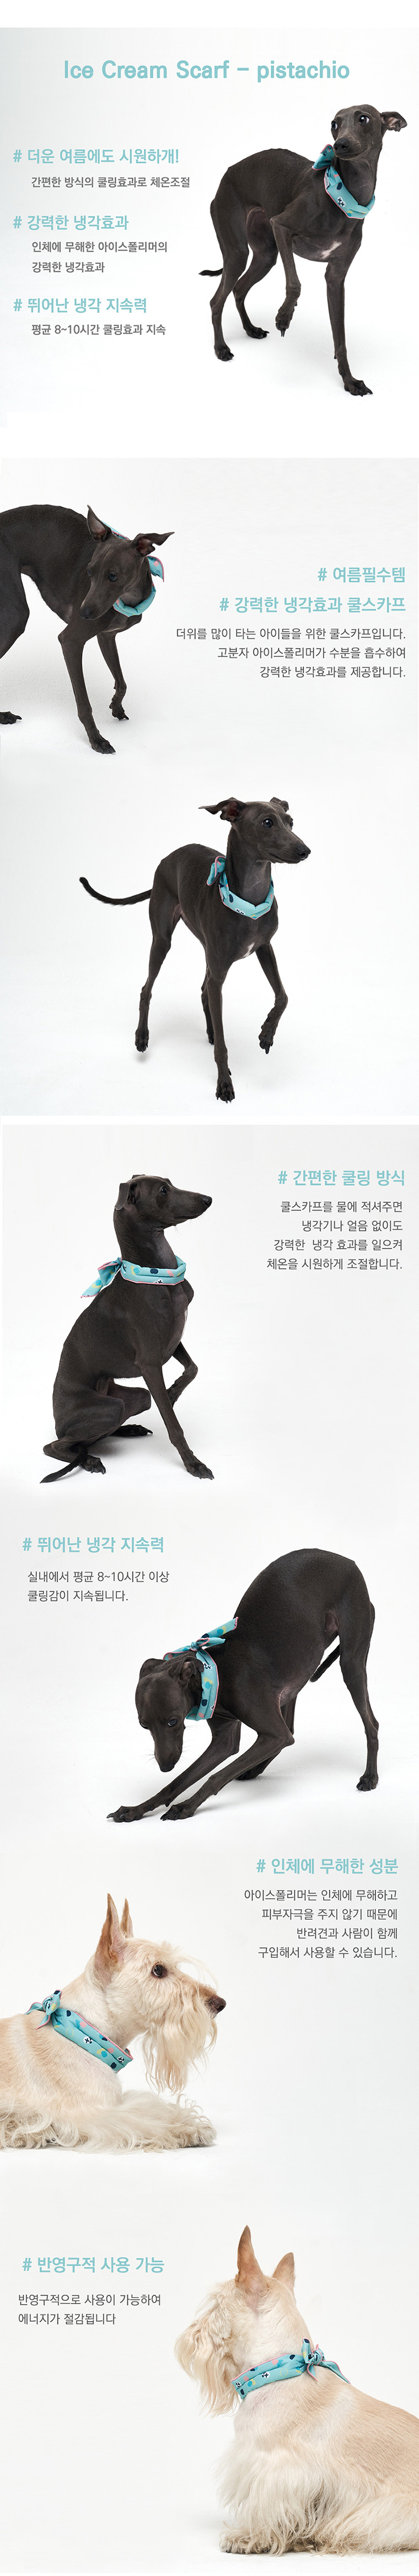 Ice Cream Scarf - pistachio
# 더운 여름에도 시원하개!
간편한 방식의 쿨링효과로 체온조절
# 강력한 냉각효과
인체에 무해한 아이스폴리머의
강력한 냉각효과
# 뛰어난 냉각 지속력
평균 8~10시간 쿨링효과 지속
# 여름필수템
# 강력한 냉각효과 쿨스카프
더위를 많이 타는 아이들을 위한 쿨스카프입니다.
고분자 아이스폴리머가 수분을 흡수하여
강력한 냉각효과를 제공합니다.
# 간편한 쿨링 방식
쿨스카프를 물에 적셔주면
냉각기나 얼음 없이도
강력한 냉각 효과를 일으켜
체온을 시원하게 조절합니다.
# 뛰어난 냉각 지속력
실내에서 평균 8~10시간 이상
쿨링감이 지속됩니다.
# 인체에 무해한 성분
아이스폴리머는 인체에 무해하고
피부자극을 주지 않기 때문에
반려견과 사람이 함께
구입해서 사용할 수 있습니다.
# 반영구적 사용 가능
반영구적으로 사용이 가능하여
에너지가 절감됩니다